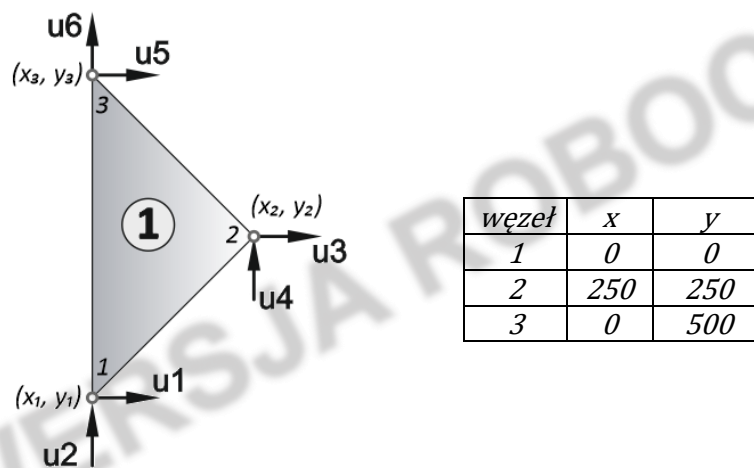 u6
u5
(x₃, y₃)
3
(x₂, y₂)
1
2
u3
u4
1
u1
(x₁, y₁)
u2
węzeł x y
1 0 0
2 250 250
3 0 500
WERSJA ROBOC